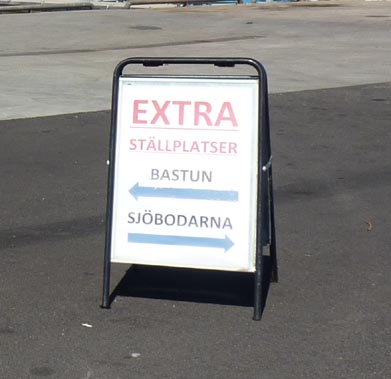 EXTRA
STÄLLPLATSER
BASTUN
SJÖBODARNA